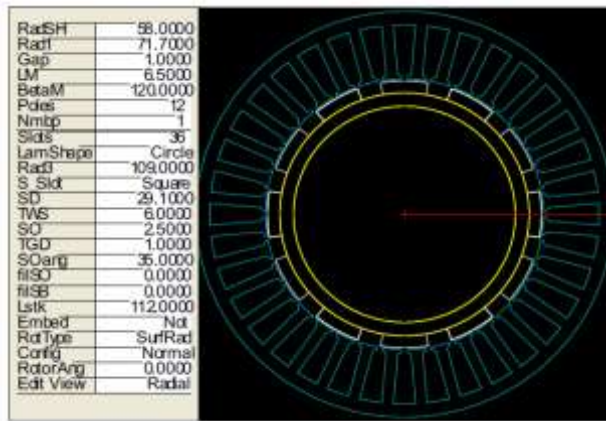 RadSH 58.0000
Rad1 71.7000
Gap 1.0000
LM 6.5000
BetaM 120.0000
Poles 12
Nmbp 1
Slots 36
LamShape Circle
Rad3 109.0000
S_Slot Square
SD 29.1000
TWS 6.0000
SO 2.5000
TGD 1.0000
SOang 35.0000
filSO 0.0000
filSB 0.0000
Lstk 112.0000
Embed Not
RotType SurfRad
Config Normal
RotorAng 0.0000
Edit View Radial